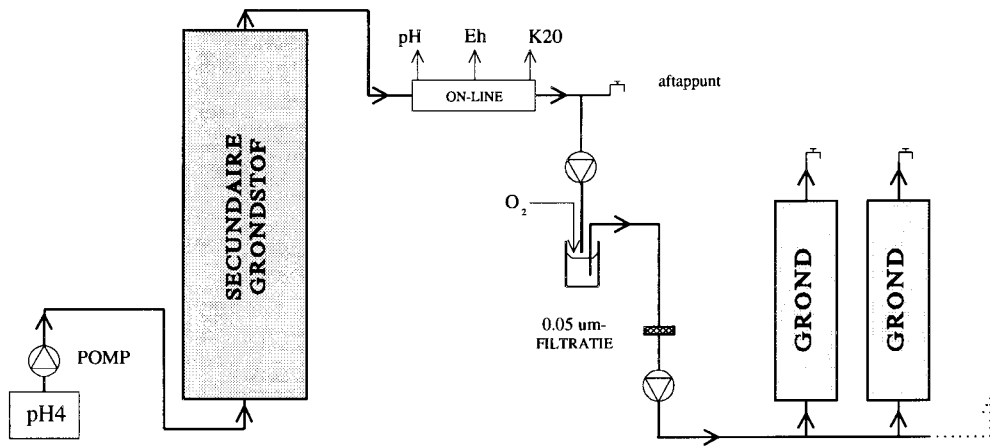 pH
Eh
K20
ON-LINE
aftappunt
SECUNDAIRE
GRONDSTOF
O₂
0.05 um-
FILTRATIE
GROND
GROND
POMP
pH4